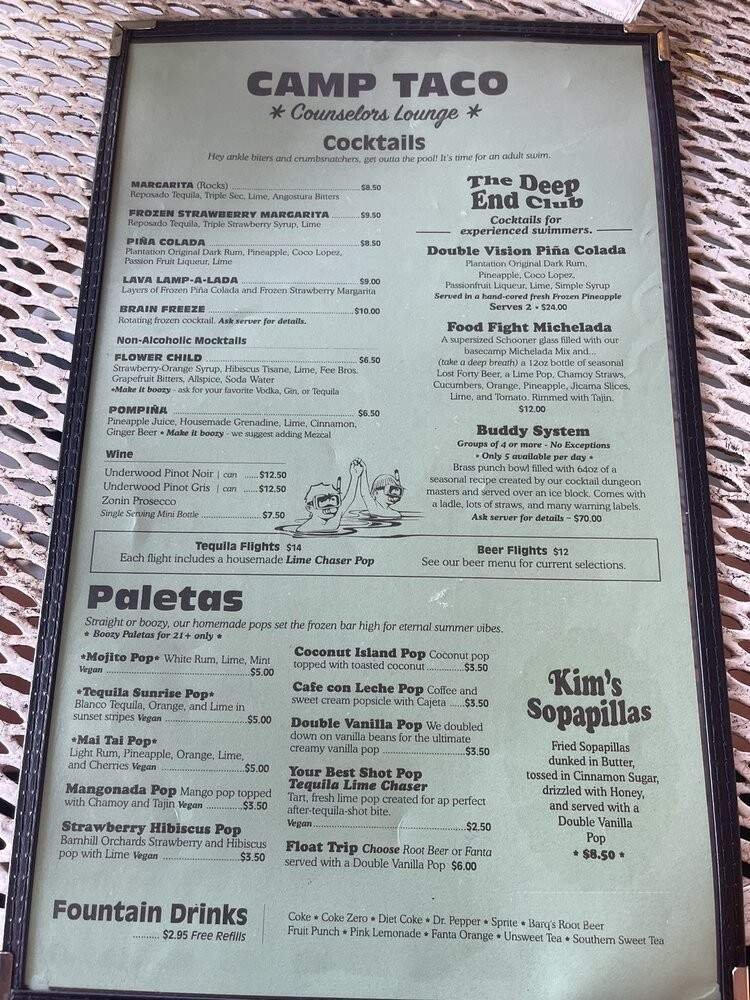 CAMP TACO
* Counselors Lounge *
Cocktails
Hey ankle biters and crumbsnatchers, get outta the pool! It's time for an adult swim.
MARGARITA (Rocks) $8.50
Reposado Tequila, Triple Sec, Lime, Angostura Bitters
FROZEN STRAWBERRY MARGARITA $9.50
Reposado Tequila, Triple Strawberry Syrup, Lime
PIÑA COLADA $8.50
Plantation Original Dark Rum, Pineapple, Coco Lopez,
Passion Fruit Liqueur, Lime
LAVA LAMP-A-LADA $9.00
Layers of Frozen Piña Colada and Frozen Strawberry Margarita
BRAIN FREEZE $10.00
Rotating frozen cocktail. Ask server for details.
Non-Alcoholic Mocktails
FLOWER CHILD $6.50
Strawberry-Orange Syrup, Hibiscus Tisane, Lime, Fee Bros.
Grapefruit Bitters, Allspice, Soda Water
*Make it boozy - ask for your favorite Vodka, Gin, or Tequila
POMPIÑA $6.50
Pineapple Juice, Housemade Grenadine, Lime, Cinnamon,
Ginger Beer • Make it boozy - we suggest adding Mezcal
Wine
Underwood Pinot Noir | can $12.50
Underwood Pinot Gris | can $12.50
Zonin Prosecco
Single Serving Mini Bottle $7.50
The Deep
End Club
Cocktails for
experienced swimmers.
Double Vision Piña Colada
Plantation Original Dark Rum,
Pineapple, Coco Lopez,
Passionfruit Liqueur, Lime, Simple Syrup
Served in a hand-cored fresh Frozen Pineapple
Serves 2 • $24.00
Food Fight Michelada
A supersized Schooner glass filled with our
basecamp Michelada Mix and...
(take a deep breath) a 12oz bottle of seasonal
Lost Forty Beer, a Lime Pop, Chamoy Straws,
Cucumbers, Orange, Pineapple, Jicama Slices,
Lime, and Tomato. Rimmed with Tajin.
$12.00
Buddy System
Groups of 4 or more - No Exceptions
• Only 5 available per day •
Brass punch bowl filled with 64oz of a
seasonal recipe created by our cocktail dungeon
masters and served over an ice block. Comes with
a ladle, lots of straws, and many warning labels.
Ask server for details - $70.00
Tequila Flights $14
Each flight includes a housemade Lime Chaser Pop
Beer Flights $12
See our beer menu for current selections.
Paletas
Straight or boozy, our homemade pops set the frozen bar high for eternal summer vibes.
* Boozy Paletas for 21+ only *
*Mojito Pop* White Rum, Lime, Mint
Vegan $5.00
*Tequila Sunrise Pop*
Blanco Tequila, Orange, and Lime in
sunset stripes Vegan $5.00
*Mai Tai Pop*
Light Rum, Pineapple, Orange, Lime,
and Cherries Vegan $5.00
Mangonada Pop Mango pop topped
with Chamoy and Tajin Vegan $3.50
Strawberry Hibiscus Pop
Barnhill Orchards Strawberry and Hibiscus
pop with Lime Vegan $3.50
Coconut Island Pop Coconut pop
topped with toasted coconut $3.50
Cafe con Leche Pop Coffee and
sweet cream popsicle with Cajeta $3.50
Double Vanilla Pop We doubled
down on vanilla beans for the ultimate
creamy vanilla pop $3.50
Your Best Shot Pop
Tequila Lime Chaser
Tart, fresh lime pop created for ap perfect
after-tequila-shot bite.
Vegan $2.50
Float Trip Choose Root Beer or Fanta
served with a Double Vanilla Pop $6.00
Kim's
Sopapillas
Fried Sopapillas
dunked in Butter,
tossed in Cinnamon Sugar,
drizzled with Honey,
and served with a
Double Vanilla
Pop
* $8.50 *
Fountain Drinks
$2.95 Free Refills
Coke * Coke Zero * Diet Coke * Dr. Pepper * Sprite * Barq's Root Beer
Fruit Punch * Pink Lemonade * Fanta Orange * Unsweet Tea * Southern Sweet Tea